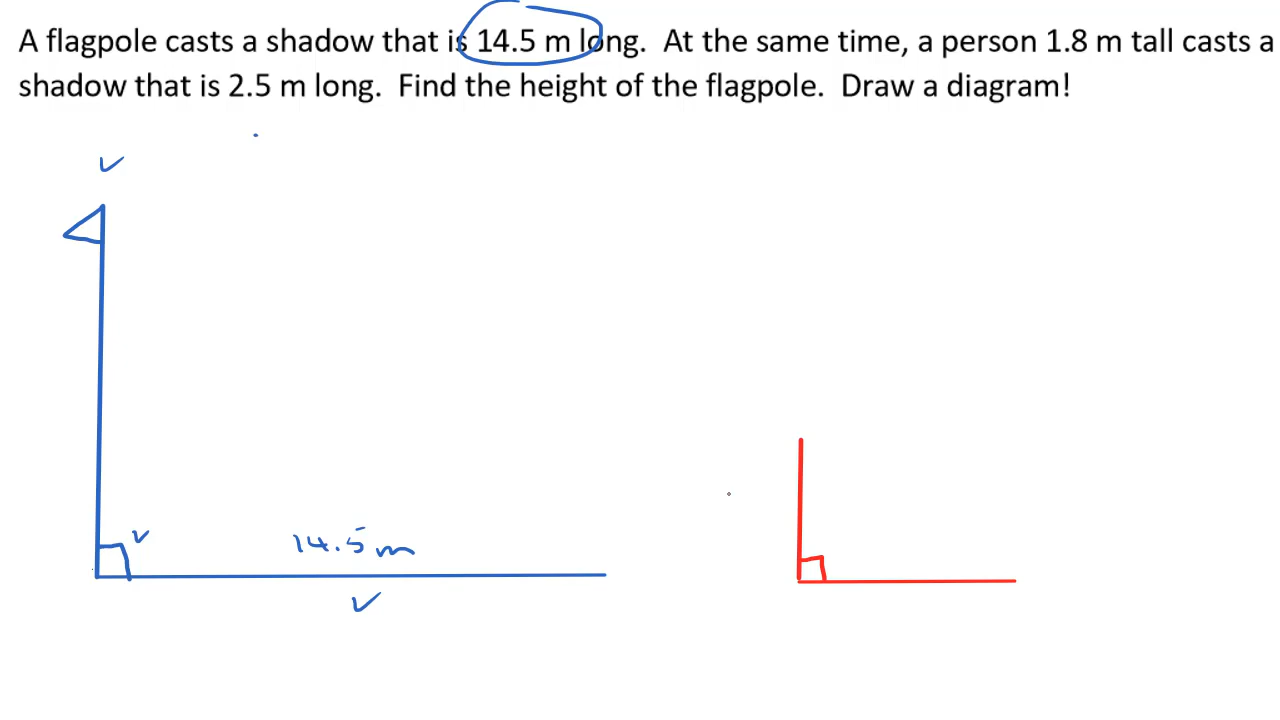 A flagpole casts a shadow that is 14.5 m long. At the same time, a person 1.8 m tall casts a
shadow that is 2.5 m long. Find the height of the flagpole. Draw a diagram!
14.5 m